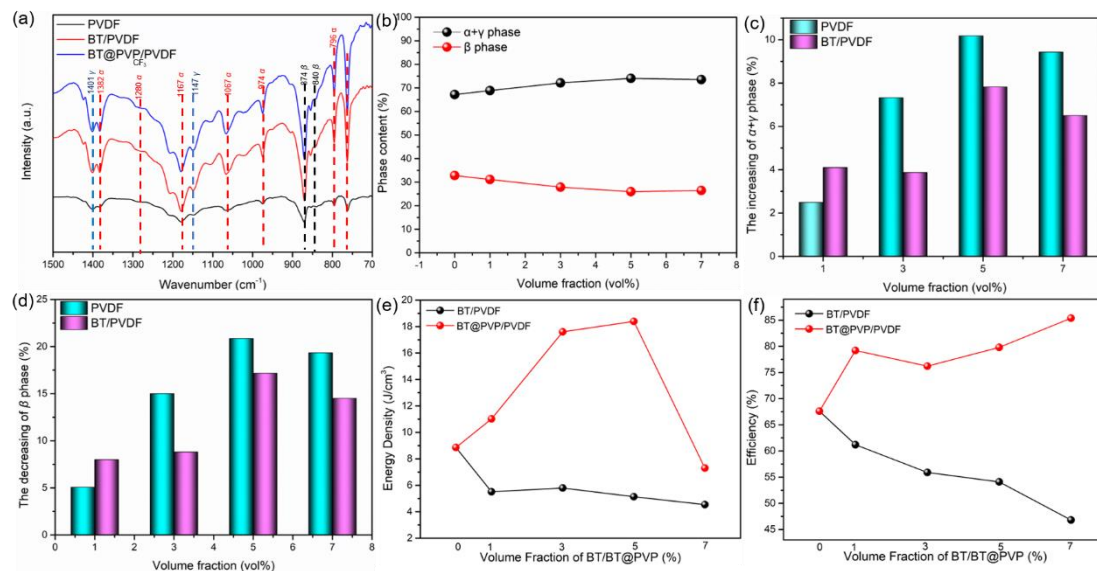 (a)
PVDF
BT/PVDF
BT@PVP/PVDF
1401 γ
1382 α
1280 α
CF3
167 α
1147 γ
1067 α
974 α
874 β
840 β
796 α
Intensity (a.u.)
1500 1400 1300 1200 1100 1000 900 800 70
Wavenumber (cm⁻¹)
(b)
α+γ phase
β phase
Phase content (%)
100
90
80
70
60
50
40
30
20
10
0
-1 0 1 2 3 4 5 6 7 8
Volume fraction (vol%)
(c)
PVDF
BT/PVDF
The increasing of α+γ phase (%)
10
8
6
4
2
0
1 3 5 7
Volume fraction (vol%)
(d)
PVDF
BT/PVDF
The decreasing of β phase (%)
25
20
15
10
5
0
0 1 2 3 4 5 6 7 8
Volume fraction (vol%)
(e)
BT/PVDF
BT@PVP/PVDF
Energy Density (J/cm³)
20
18
16
14
12
10
8
6
4
2
0
0 1 3 5 7
Volume Fraction of BT/BT@PVP (%)
(f)
BT/PVDF
BT@PVP/PVDF
Efficiency (%)
85
80
75
70
65
60
55
50
45
0 1 3 5 7
Volume Fraction of BT/BT@PVP (%)